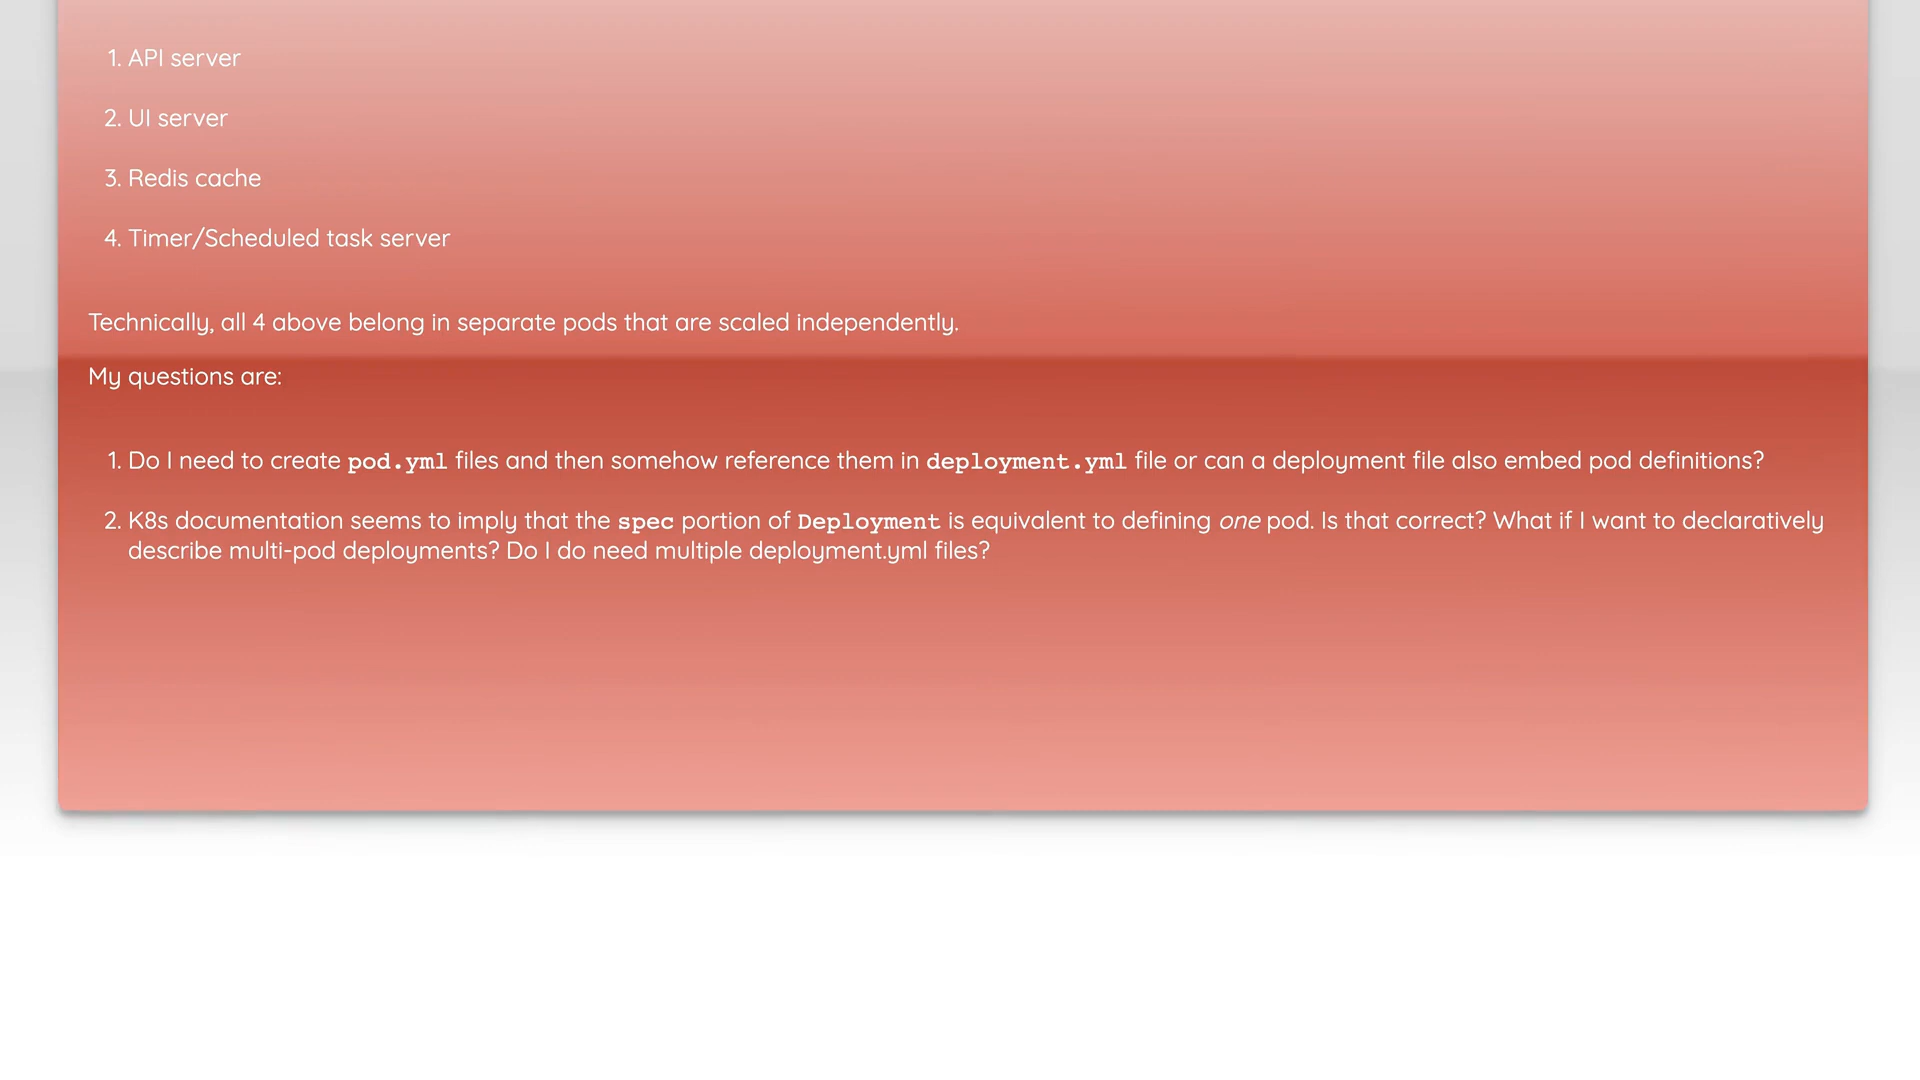 1. API server
2. UI server
3. Redis cache
4. Timer/Scheduled task server
Technically, all 4 above belong in separate pods that are scaled independently.
My questions are:
1. Do I need to create pod.yml files and then somehow reference them in deployment.yml file or can a deployment file also embed pod definitions?
2. K8s documentation seems to imply that the spec portion of Deployment is equivalent to defining one pod. Is that correct? What if I want to declaratively
describe multi-pod deployments? Do I do need multiple deployment.yml files?